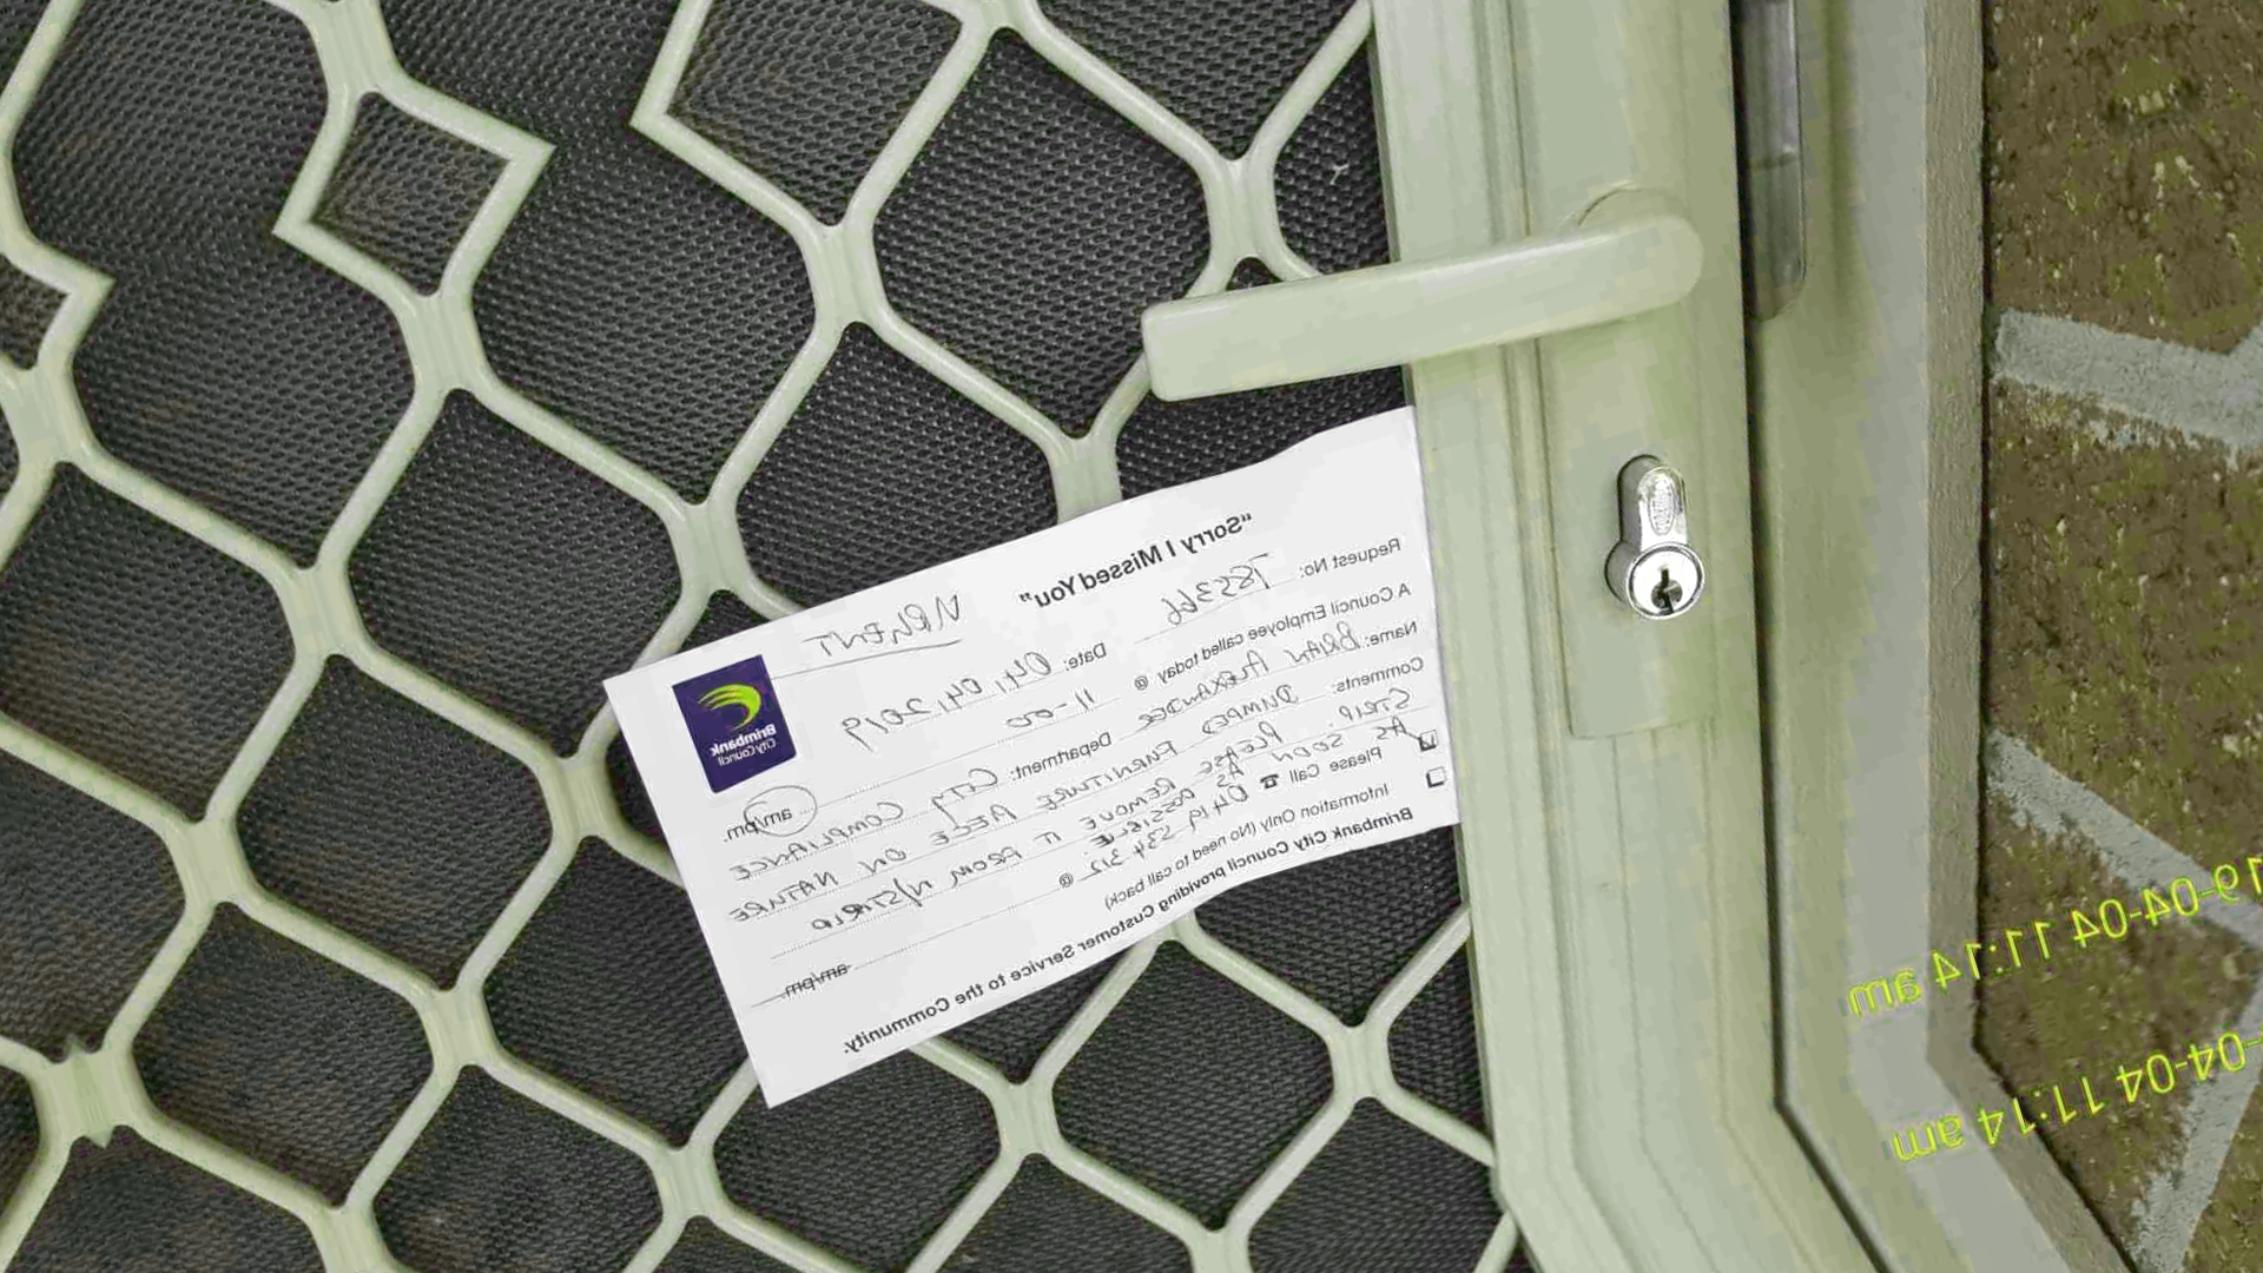 "Sorry I Missed You"
URGENT
Request No: 785366
Date: 04, 04, 2019
A Council Employee called today @ 11-00 am/pm.
Name: BRIAN ALEXANDER Department: CITY COMPLIANCE
Comments: DUMPED FURNITURE ON NATURE
STRIP. PLEASE REMOVE IT FROM N/STRIP
AS SOON AS POSSIBLE.
Please Call ☎ 0419 534 312 @ am/pm.
Information Only (No need to call back)
Brimbank City Council providing Customer Service to the Community.
Brimbank
City Council
19-04-04 11:14 am
-04-04 11:14 am